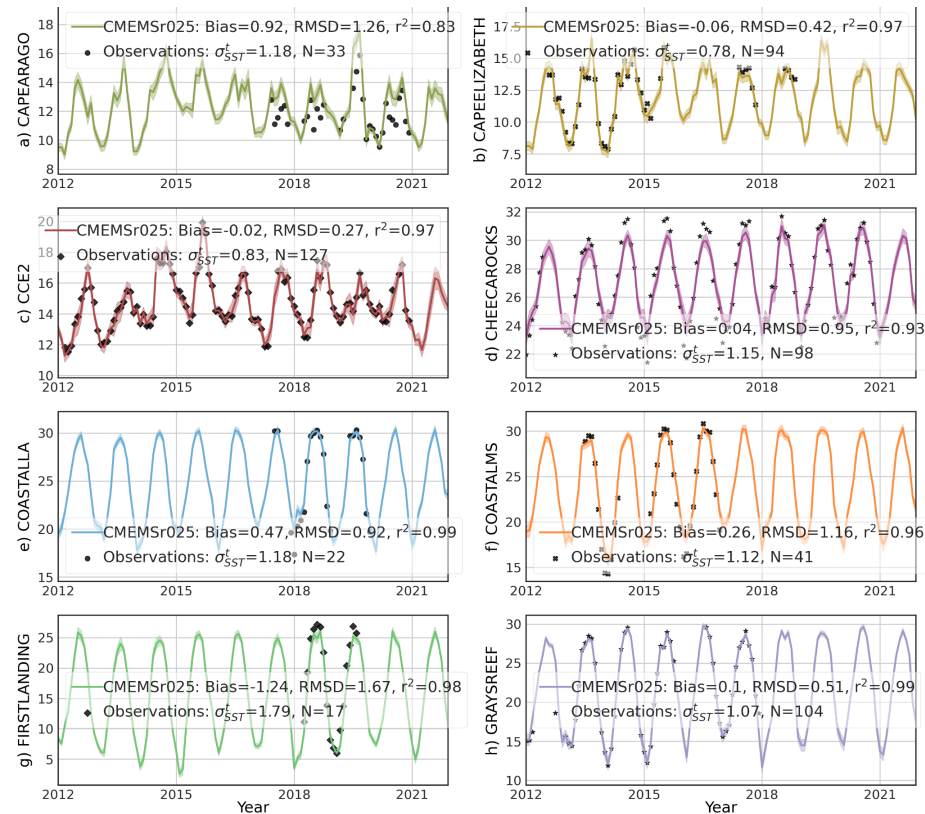 a) CAPEARAGO
CMEMSr025: Bias=0.92, RMSD=1.26, r²=0.83
Observations: σᵗSST=1.18, N=33
18
16
14
12
10
8
2012 2015 2018 2021
b) CAPEELIZABETH
CMEMSr025: Bias=-0.06, RMSD=0.42, r²=0.97
Observations: σᵗSST=0.78, N=94
17.5
15.0
12.5
10.0
7.5
2012 2015 2018 2021
c) CCE2
CMEMSr025: Bias=-0.02, RMSD=0.27, r²=0.97
Observations: σᵗSST=0.83, N=127
20
18
16
14
12
10
2012 2015 2018 2021
d) CHEECAROCKS
CMEMSr025: Bias=0.04, RMSD=0.95, r²=0.93
Observations: σᵗSST=1.15, N=98
32
30
28
26
24
22
2012 2015 2018 2021
e) COASTALLA
CMEMSr025: Bias=0.47, RMSD=0.92, r²=0.99
Observations: σᵗSST=1.18, N=22
30
25
20
15
2012 2015 2018 2021
f) COASTALMS
CMEMSr025: Bias=0.26, RMSD=1.16, r²=0.96
Observations: σᵗSST=1.12, N=41
30
25
20
15
2012 2015 2018 2021
g) FIRSTLANDING
CMEMSr025: Bias=-1.24, RMSD=1.67, r²=0.98
Observations: σᵗSST=1.79, N=17
25
20
15
10
5
2012 2015 2018 2021
Year
h) GRAYSREEF
CMEMSr025: Bias=0.1, RMSD=0.51, r²=0.99
Observations: σᵗSST=1.07, N=104
30
25
20
15
10
2012 2015 2018 2021
Year